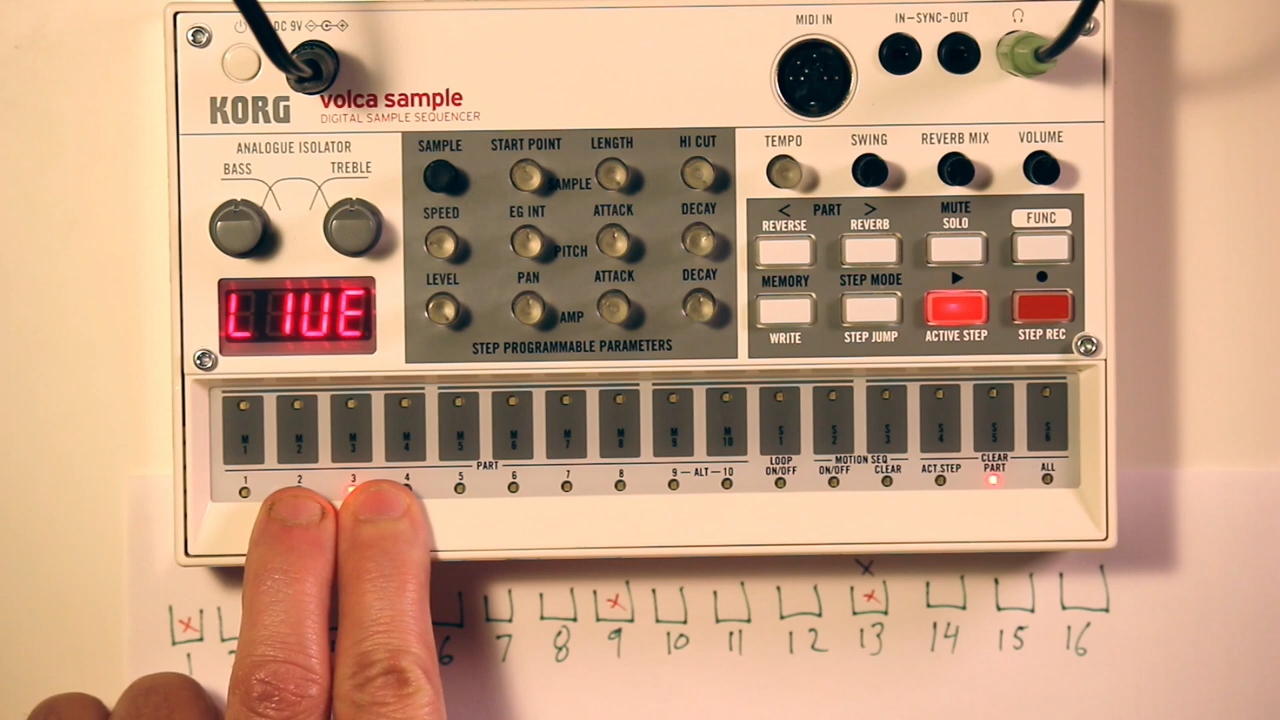 DC 9V
MIDI IN
IN-SYNC-OUT
KORG
volca sample
DIGITAL SAMPLE SEQUENCER
ANALOGUE ISOLATOR
BASS TREBLE
SAMPLE START POINT LENGTH HI CUT
SAMPLE
SPEED EG INT ATTACK DECAY
PITCH
LEVEL PAN ATTACK DECAY
AMP
STEP PROGRAMMABLE PARAMETERS
TEMPO SWING REVERB MIX VOLUME
< PART > MUTE
REVERSE REVERB SOLO FUNC
MEMORY STEP MODE
WRITE STEP JUMP ACTIVE STEP STEP REC
L IUE
M1 M2 M3 M4 M5 M6 M7 M8 M9 M10 S1 S2 S3 S4 S5 S6
PART LOOP MOTION SEQ CLEAR
1 2 3 4 5 6 7 8 9 - ALT - 10 ON/OFF ON/OFF CLEAR ACT.STEP PART ALL
X
X X X
1 6 7 8 9 10 11 12 13 14 15 16